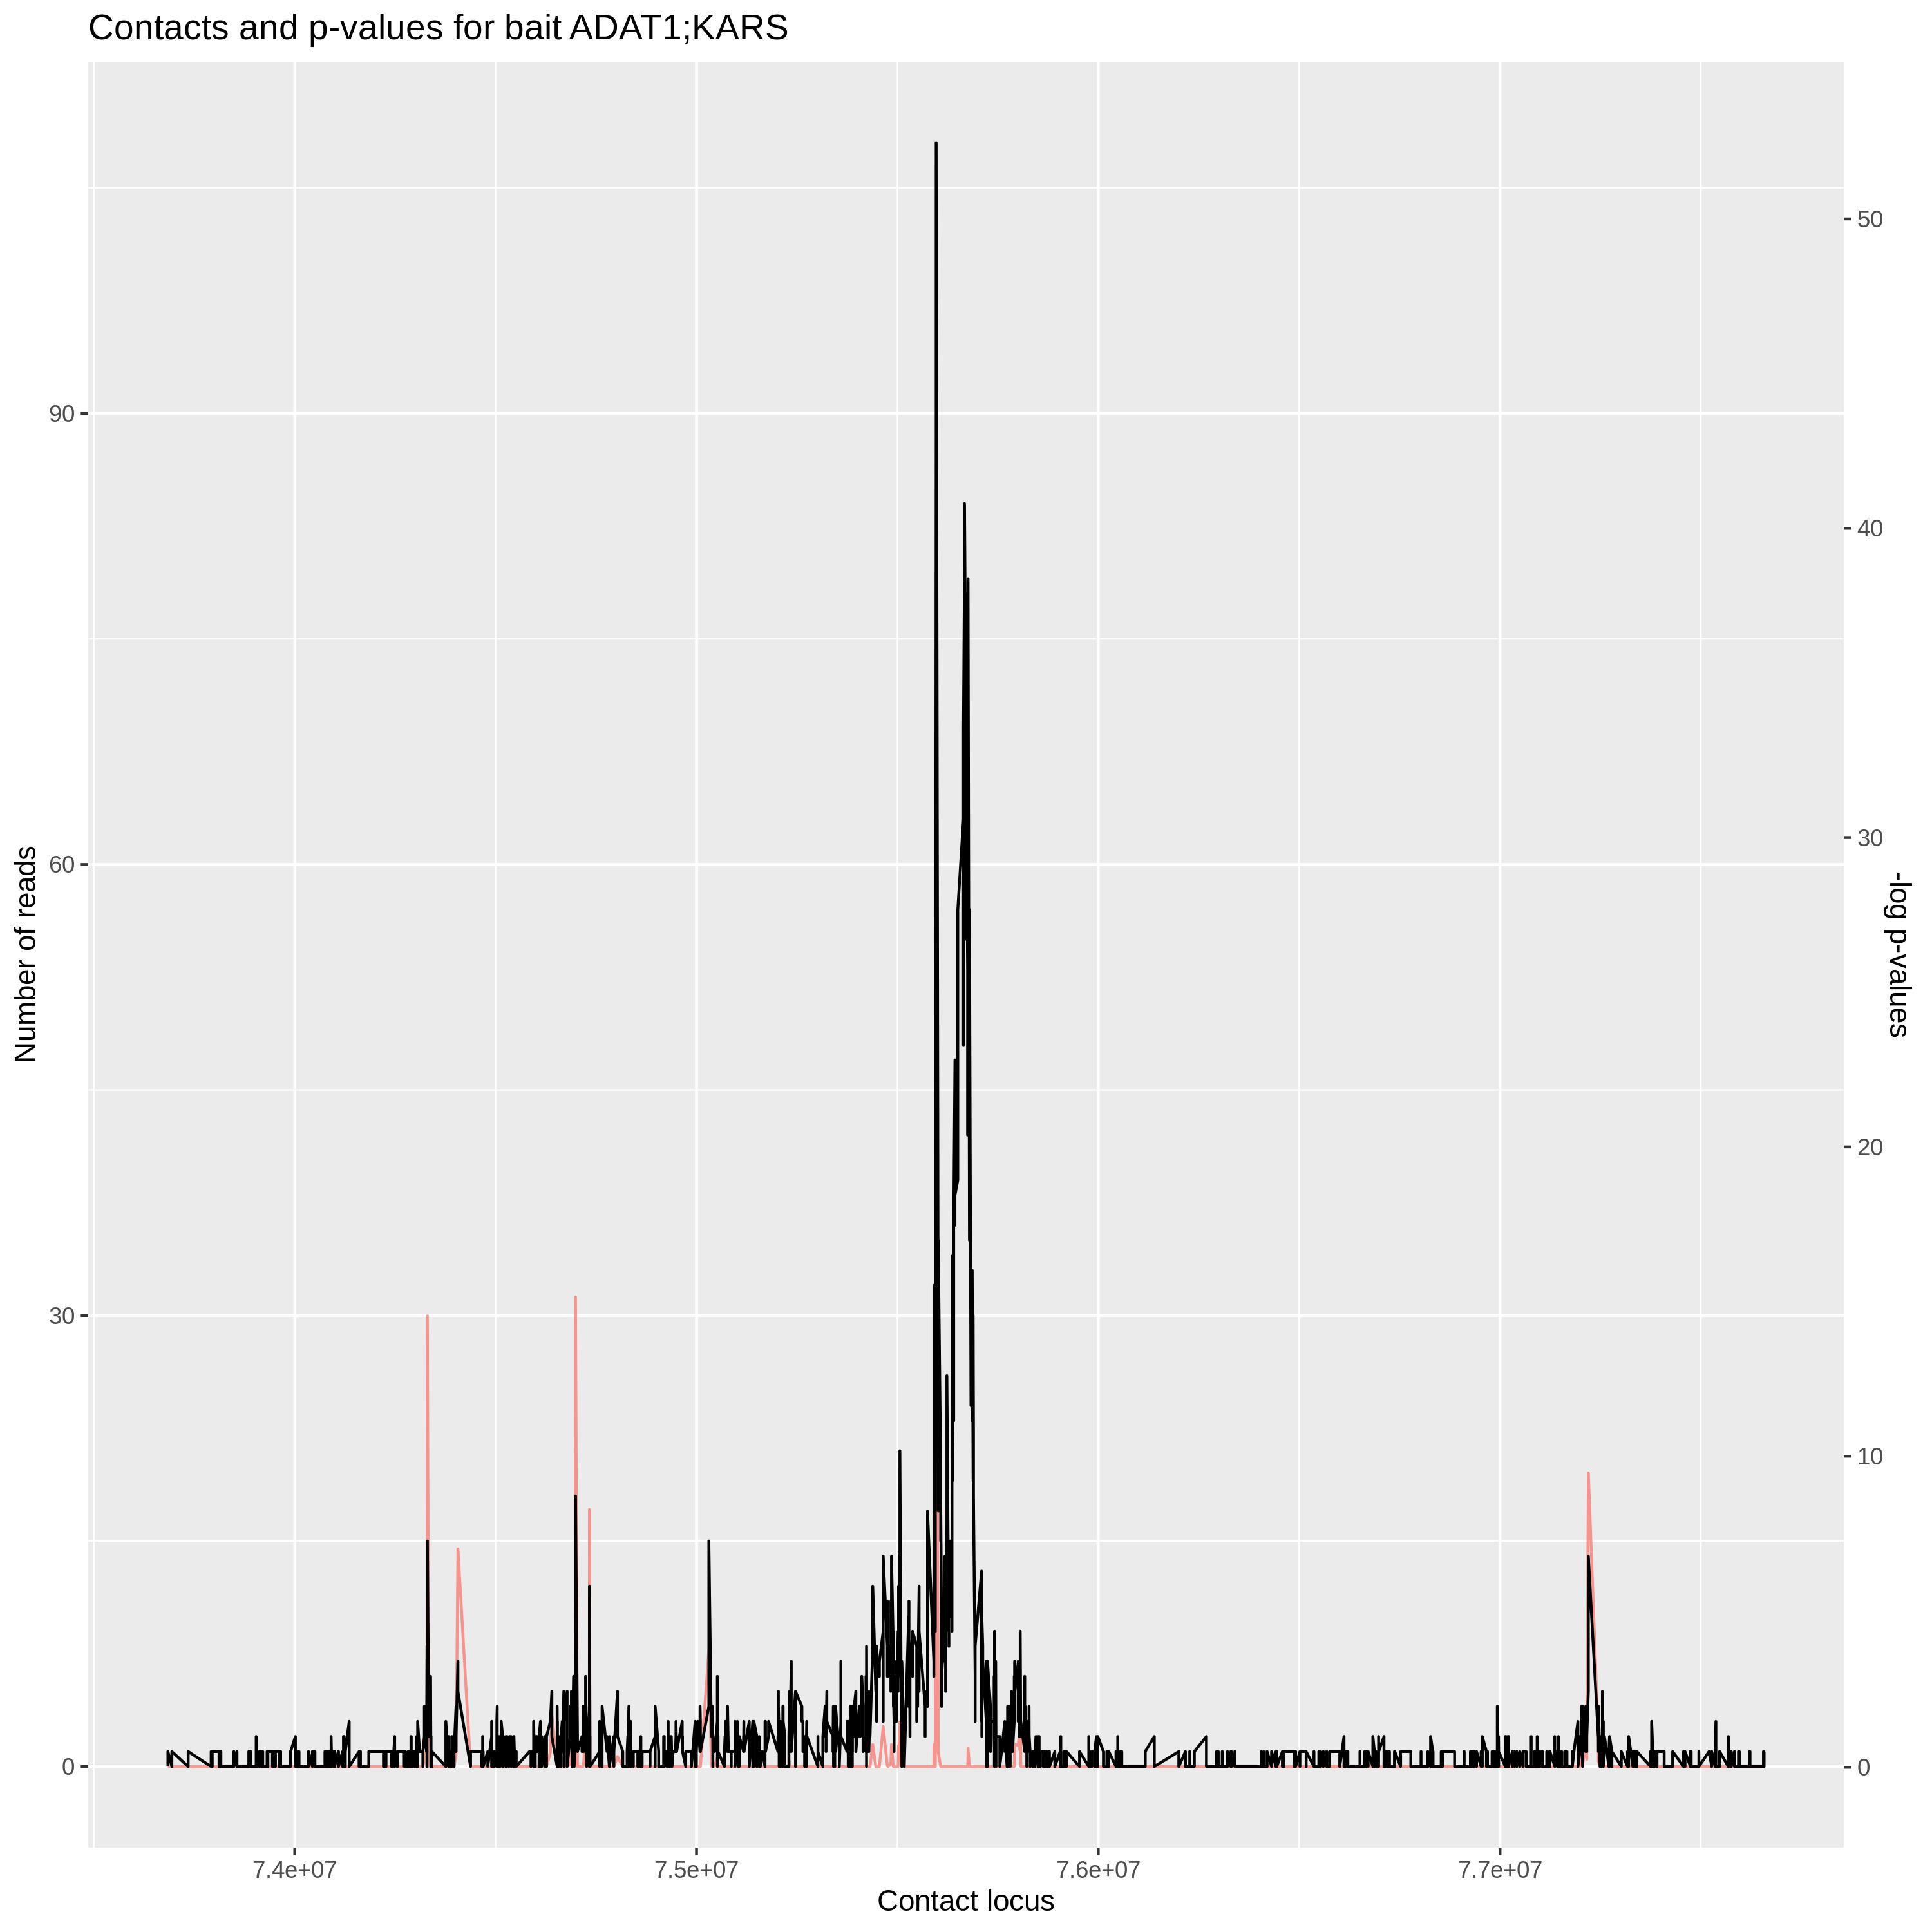 Contacts and p-values for bait ADAT1;KARS
Number of reads
90
60
30
0
50
40
30
20
10
0
-log p-values
7.4e+07 7.5e+07 7.6e+07 7.7e+07
Contact locus